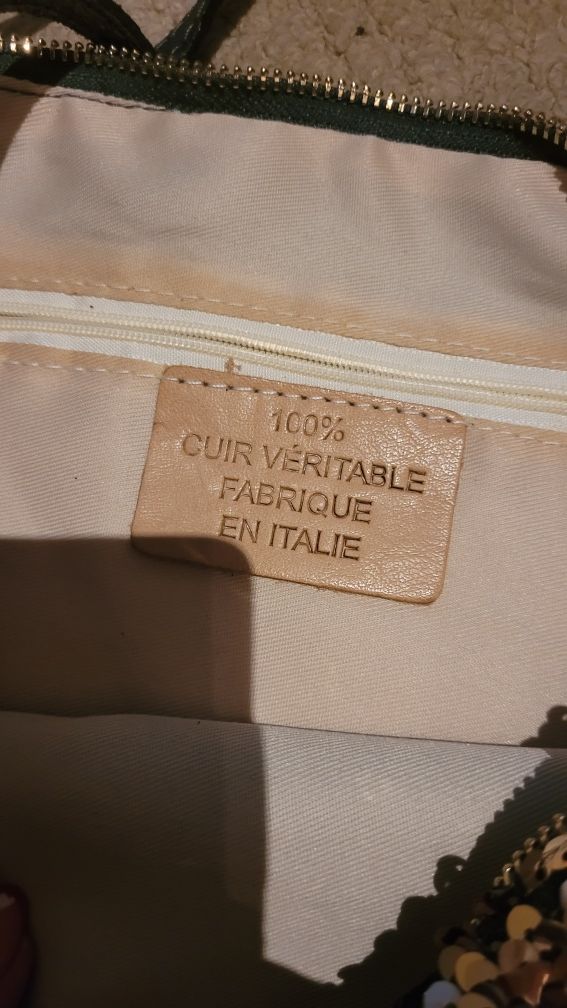 100%
CUIR VÉRITABLE
FABRIQUE
EN ITALIE